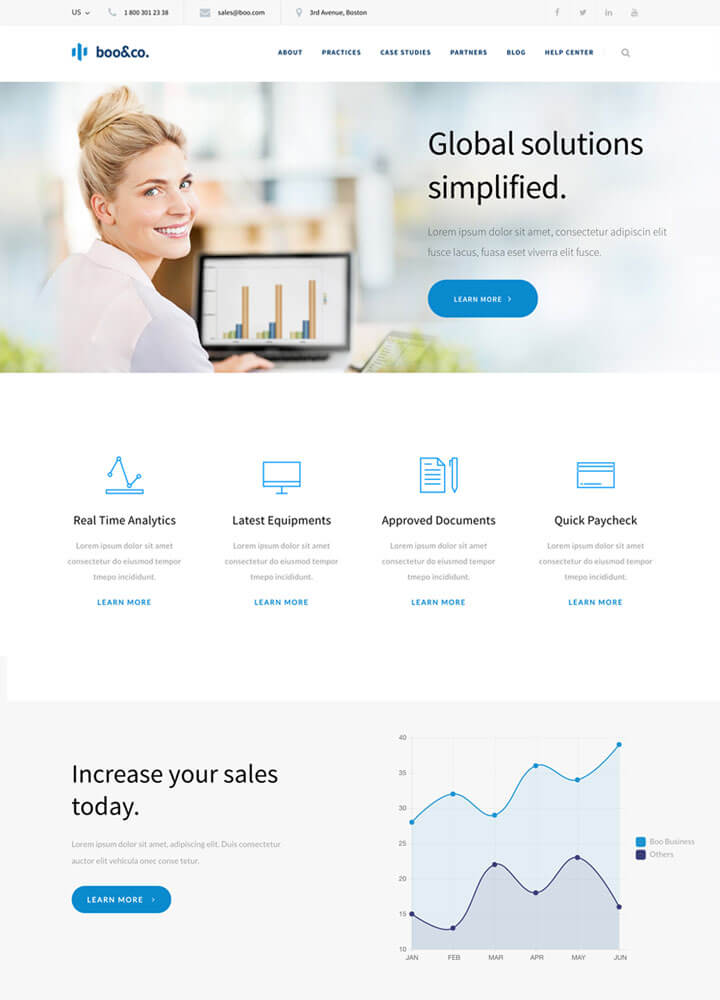 US
1 800 301 23 38
sales@boo.com
3rd Avenue, Boston
boo&co.
ABOUT
PRACTICES
CASE STUDIES
PARTNERS
BLOG
HELP CENTER
Global solutions
simplified.
Lorem ipsum dolor sit amet, consectetur adipiscin elit
fusce lacus, fuasa eset viverra elit fusce.
LEARN MORE
Real Time Analytics
Lorem ipsum dolor sit amet
consectetur do eiusmod tempor
tmepo incididunt.
LEARN MORE
Latest Equipments
Lorem ipsum dolor sit amet
consectetur do eiusmod tempor
tmepo incididunt.
LEARN MORE
Approved Documents
Lorem ipsum dolor sit amet
consectetur do eiusmod tempor
tmepo incididunt.
LEARN MORE
Quick Paycheck
Lorem ipsum dolor sit amet
consectetur do eiusmod tempor
tmepo incididunt.
LEARN MORE
Increase your sales
today.
Lorem ipsum dolor sit amet, adipiscing elit. Duis consectetur
auctor elit vehicula onec conse tetur.
LEARN MORE
40
35
30
25
20
15
10
JAN
FEB
MAR
APR
MAY
JUN
Boo Business
Others